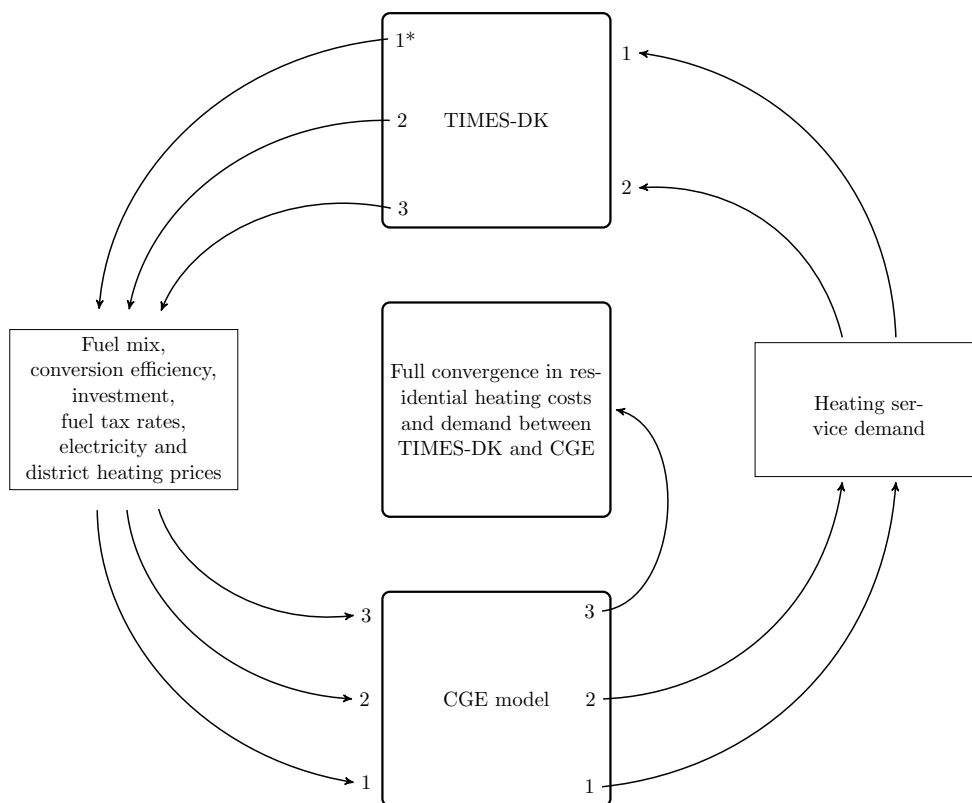 1*
1
TIMES-DK
2
2
3
Fuel mix,
conversion efficiency,
investment,
fuel tax rates,
electricity and
district heating prices
Full convergence in res-
idential heating costs
and demand between
TIMES-DK and CGE
Heating ser-
vice demand
3
3
2
CGE model
2
1
1